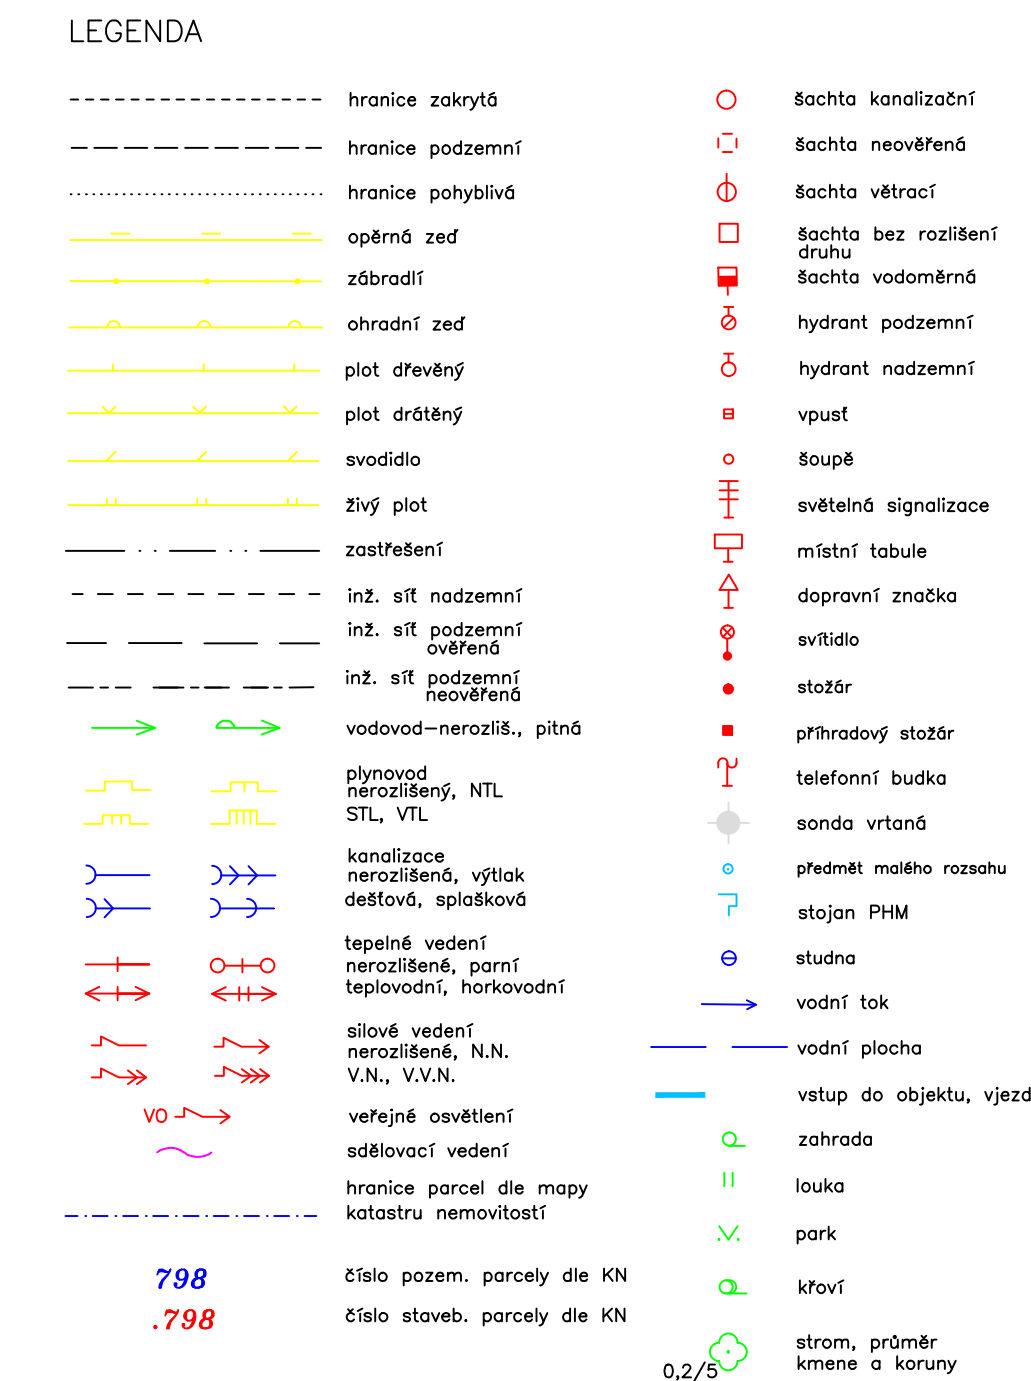 LEGENDA
hranice zakrytá
hranice podzemní
hranice pohyblivá
opěrná zeď
zábradlí
ohradní zeď
plot dřevěný
plot drátěný
svodidlo
živý plot
zastřešení
inž. síť nadzemní
inž. síť podzemní
ověřená
inž. síť podzemní
neověřená
vodovod–nerozliš., pitná
plynovod
nerozlišený, NTL
STL, VTL
kanalizace
nerozlišená, výtlak
dešťová, splašková
tepelné vedení
nerozlišené, parní
teplovodní, horkovodní
silové vedení
nerozlišené, N.N.
V.N., V.V.N.
VO veřejné osvětlení
sdělovací vedení
hranice parcel dle mapy
katastru nemovitostí
798 číslo pozem. parcely dle KN
.798 číslo staveb. parcely dle KN
šachta kanalizační
šachta neověřená
šachta větrací
šachta bez rozlišení
druhu
šachta vodoměrná
hydrant podzemní
hydrant nadzemní
vpusť
šoupě
světelná signalizace
místní tabule
dopravní značka
svítidlo
stožár
příhradový stožár
telefonní budka
sonda vrtaná
předmět malého rozsahu
stojan PHM
studna
vodní tok
vodní plocha
vstup do objektu, vjezd
zahrada
louka
park
křoví
strom, průměr
0,2/5 kmene a koruny